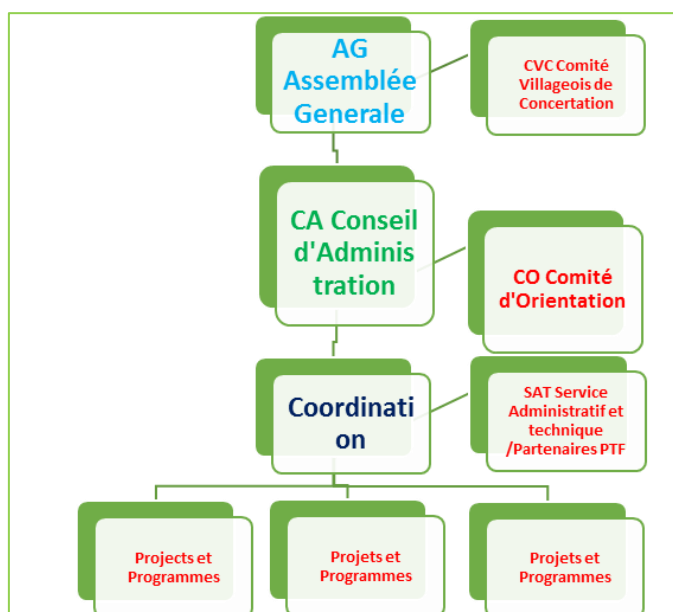 AG
Assemblée
Generale
CVC Comité
Villageois de
Concertation
CA Conseil
d'Adminis
tration
CO Comité
d'Orientation
Coordinati
on
SAT Service
Administratif et
technique
/Partenaires PTF
Projects et
Programmes
Projets et
Programmes
Projets et
Programmes